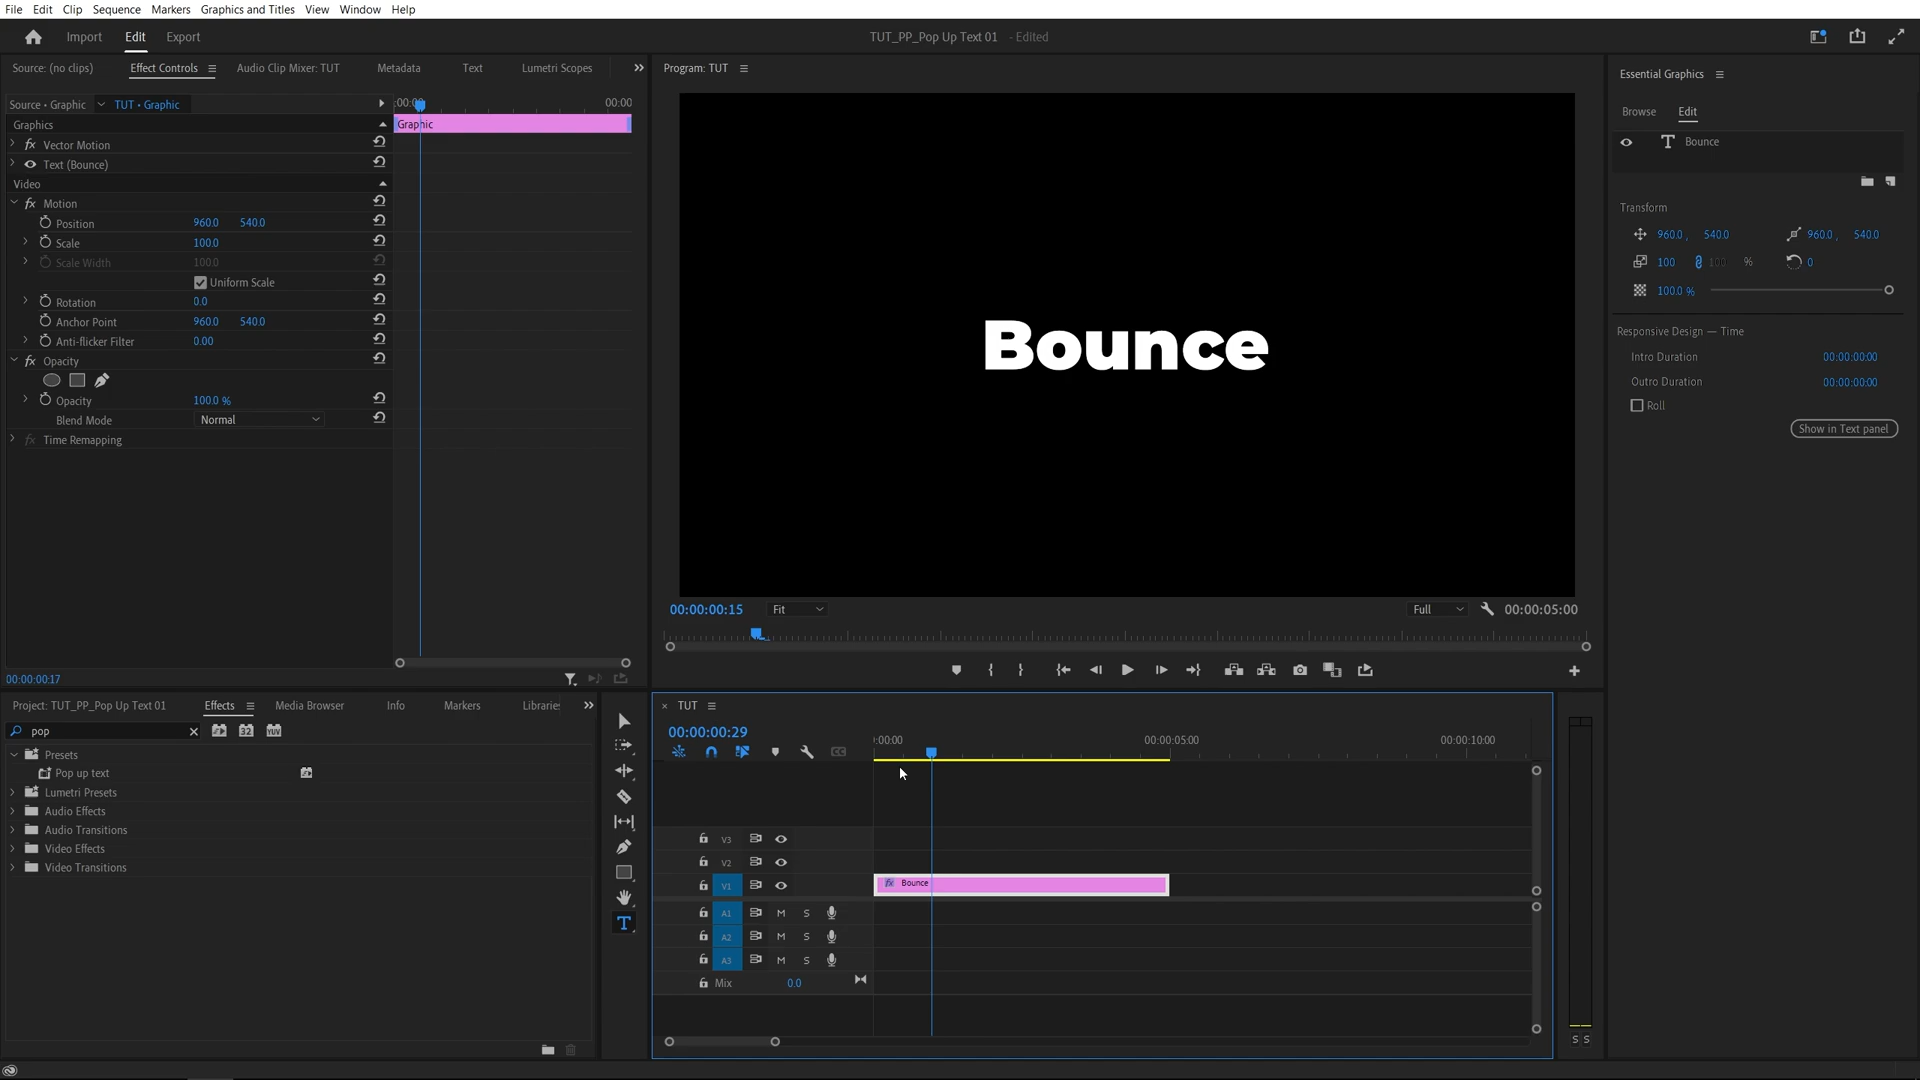 File Edit Clip Sequence Markers Graphics and Titles View Window Help
Import Edit Export TUT_PP_Pop Up Text 01 - Edited
Source: (no clips) Effect Controls Audio Clip Mixer: TUT Metadata Text Lumetri Scopes
Program: TUT
Essential Graphics
Source • Graphic TUT • Graphic :00:00 00:00
Browse Edit
Graphics
Graphic
Vector Motion
Bounce
Text (Bounce)
Video
Motion
Position 960.0 540.0
Scale 100.0
Scale Width 100.0
Uniform Scale
Rotation 0.0
Anchor Point 960.0 540.0
Anti-flicker Filter 0.00
Opacity
Opacity 100.0 %
Blend Mode Normal
Time Remapping
00:00:00:17
Bounce
Transform
960.0 , 540.0 960.0 , 540.0
100 100 % 0
100.0 %
Responsive Design — Time
Intro Duration 00:00:00:00
Outro Duration 00:00:00:00
Roll
Show in Text panel
00:00:00:15 Fit Full 00:00:05:00
Project: TUT_PP_Pop Up Text 01 Effects Media Browser Info Markers Libraries
pop 32 YUV
Presets
Pop up text
Lumetri Presets
Audio Effects
Audio Transitions
Video Effects
Video Transitions
× TUT
00:00:00:29
:00:00 00:00:05:00 00:00:10:00
CC
V3
V2
V1 fx Bounce
A1 M S
A2 M S
A3 M S
Mix 0.0
S S